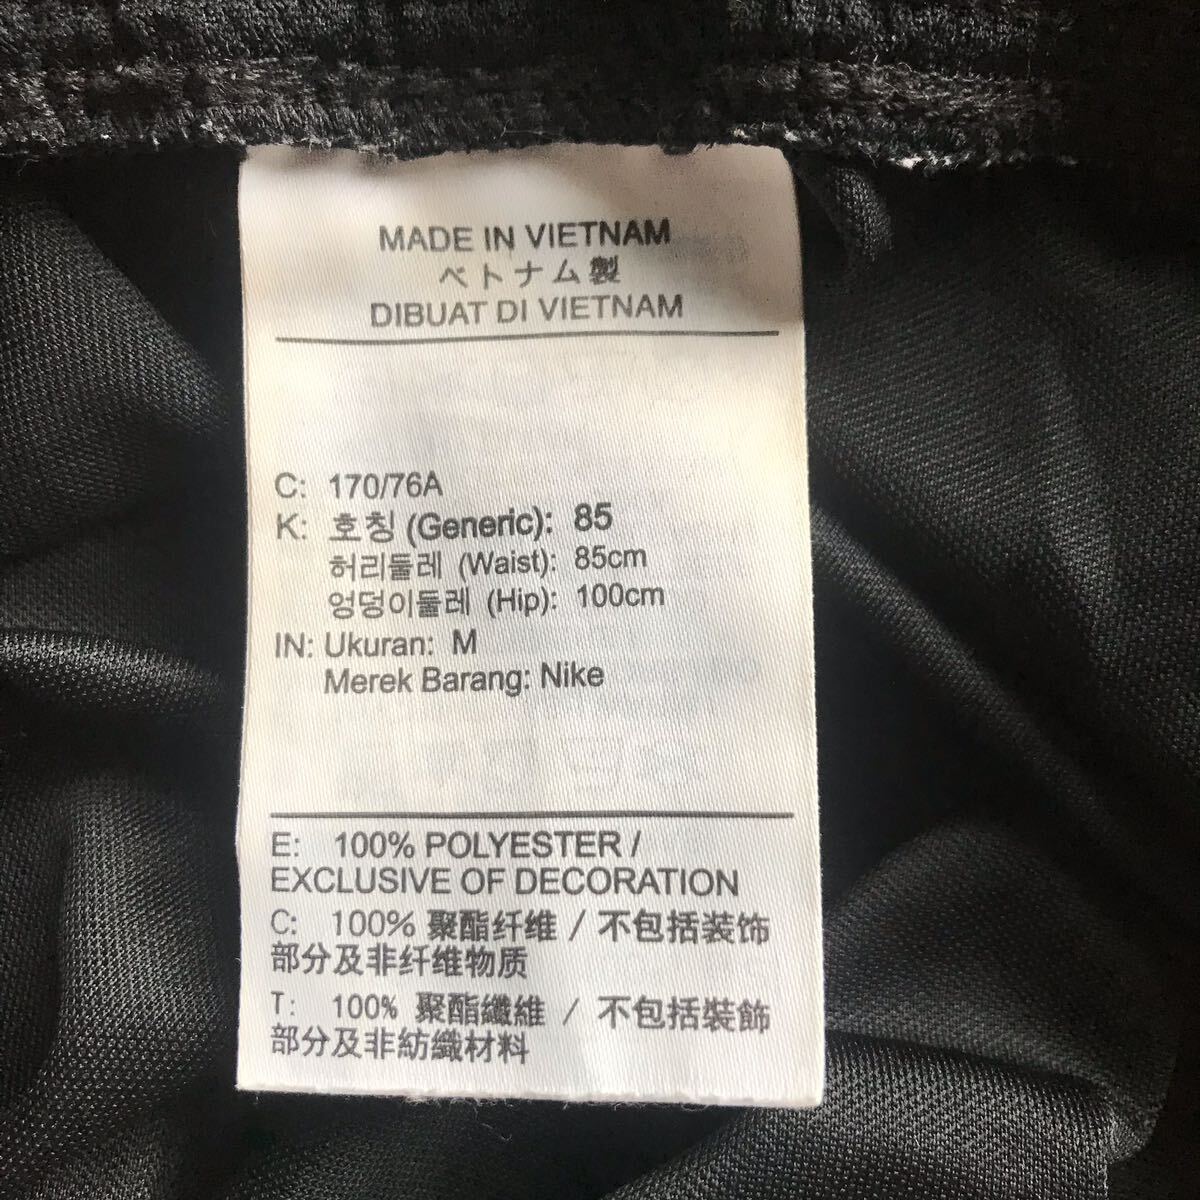 MADE IN VIETNAM
ベトナム製
DIBUAT DI VIETNAM
C: 170/76A
K: 호칭 (Generic): 85
허리둘레 (Waist): 85cm
엉덩이둘레 (Hip): 100cm
IN: Ukuran: M
Merek Barang: Nike
E: 100% POLYESTER /
EXCLUSIVE OF DECORATION
C: 100% 聚酯纤维 / 不包括装饰
部分及非纤维物质
T: 100% 聚酯纖維 / 不包括裝飾
部分及非紡織材料